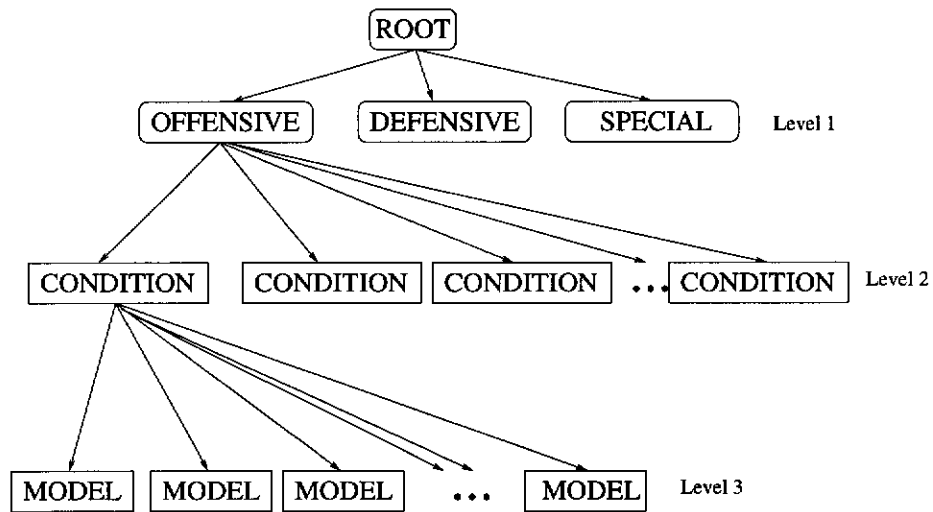 ROOT
OFFENSIVE DEFENSIVE SPECIAL Level 1
CONDITION CONDITION CONDITION ... CONDITION Level 2
MODEL MODEL MODEL ... MODEL Level 3